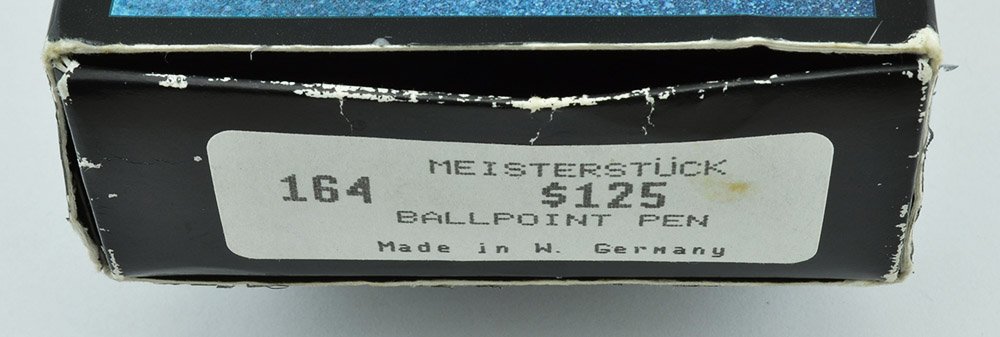 MEISTERSTÜCK
164 $125
BALLPOINT PEN
Made in W. Germany